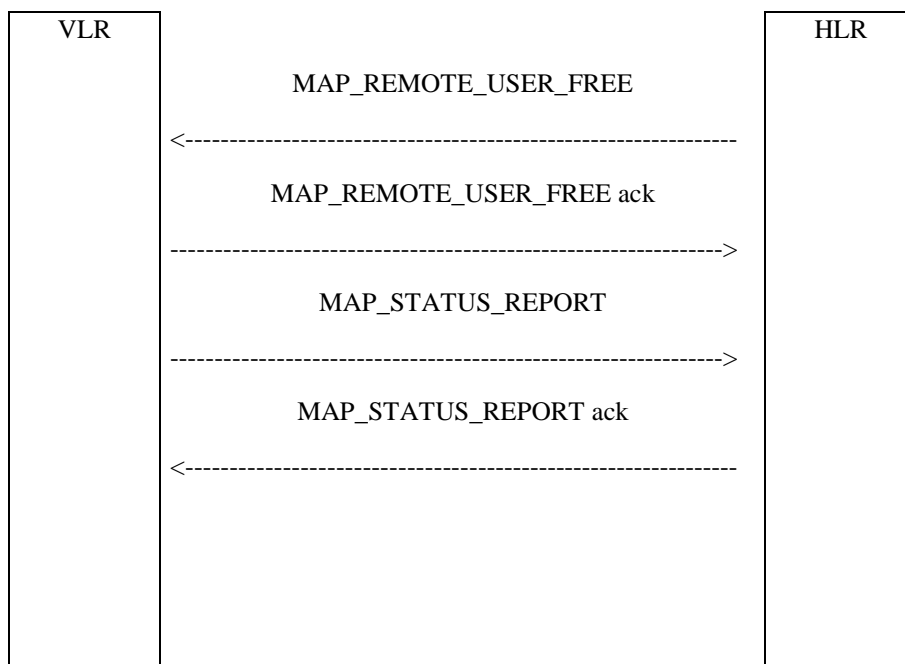 VLR HLR
MAP_REMOTE_USER_FREE
<--------------------------------------------------------------
MAP_REMOTE_USER_FREE ack
-------------------------------------------------------------->
MAP_STATUS_REPORT
-------------------------------------------------------------->
MAP_STATUS_REPORT ack
<--------------------------------------------------------------